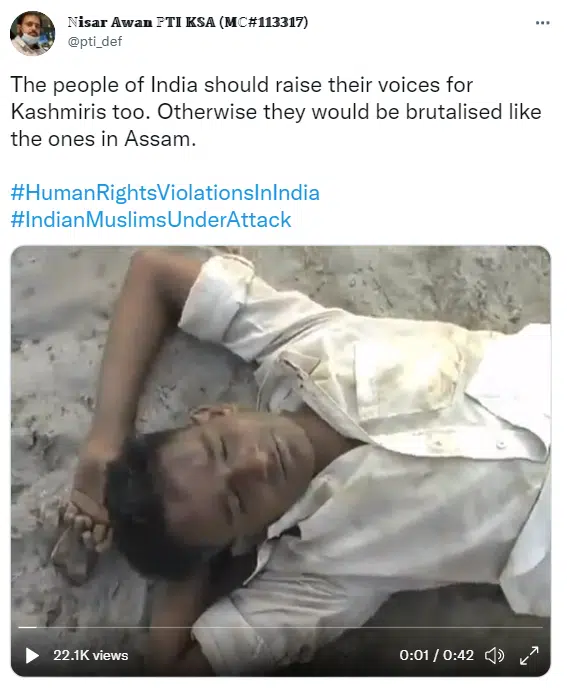 ℕisar Awan ℙTI KSA (Mℂ#113317)
@pti_def
The people of India should raise their voices for
Kashmiris too. Otherwise they would be brutalised like
the ones in Assam.
#HumanRightsViolationsInIndia
#IndianMuslimsUnderAttack
22.1K views
0:01 / 0:42